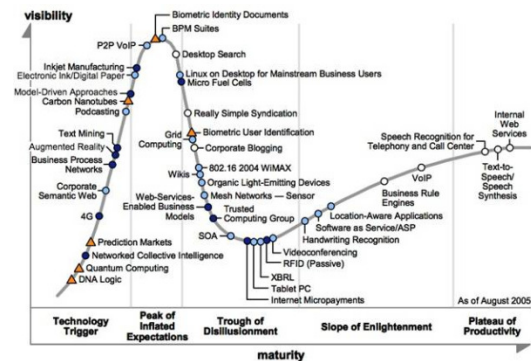 visibility
Biometric Identity Documents
BPM Suites
P2P VoIP
Desktop Search
Inkjet Manufacturing
Electronic Ink/Digital Paper
Linux on Desktop for Mainstream Business Users
Micro Fuel Cells
Model-Driven Approaches
Carbon Nanotubes
Podcasting
Really Simple Syndication
Text Mining
Augmented Reality
Business Process
Networks
Grid
Computing
Biometric User Identification
Corporate Blogging
Internal
Web
Services
Speech Recognition for
Telephony and Call Center
Corporate
Semantic Web
802.16 2004 WiMAX
Wikis
Organic Light-Emitting Devices
Mesh Networks — Sensor
Web-Services-
Enabled Business
Models
Trusted
Computing Group
Text-to-
Speech/
Speech
Synthesis
VoIP
Business Rule
Engines
4G
SOA
Location-Aware Applications
Software as Service/ASP
Handwriting Recognition
Prediction Markets
Networked Collective Intelligence
Quantum Computing
DNA Logic
Videoconferencing
RFID (Passive)
XBRL
Tablet PC
Internet Micropayments
As of August 2005
Technology
Trigger
Peak of
Inflated
Expectations
Trough of
Disillusionment
Slope of Enlightenment
Plateau of
Productivity
maturity